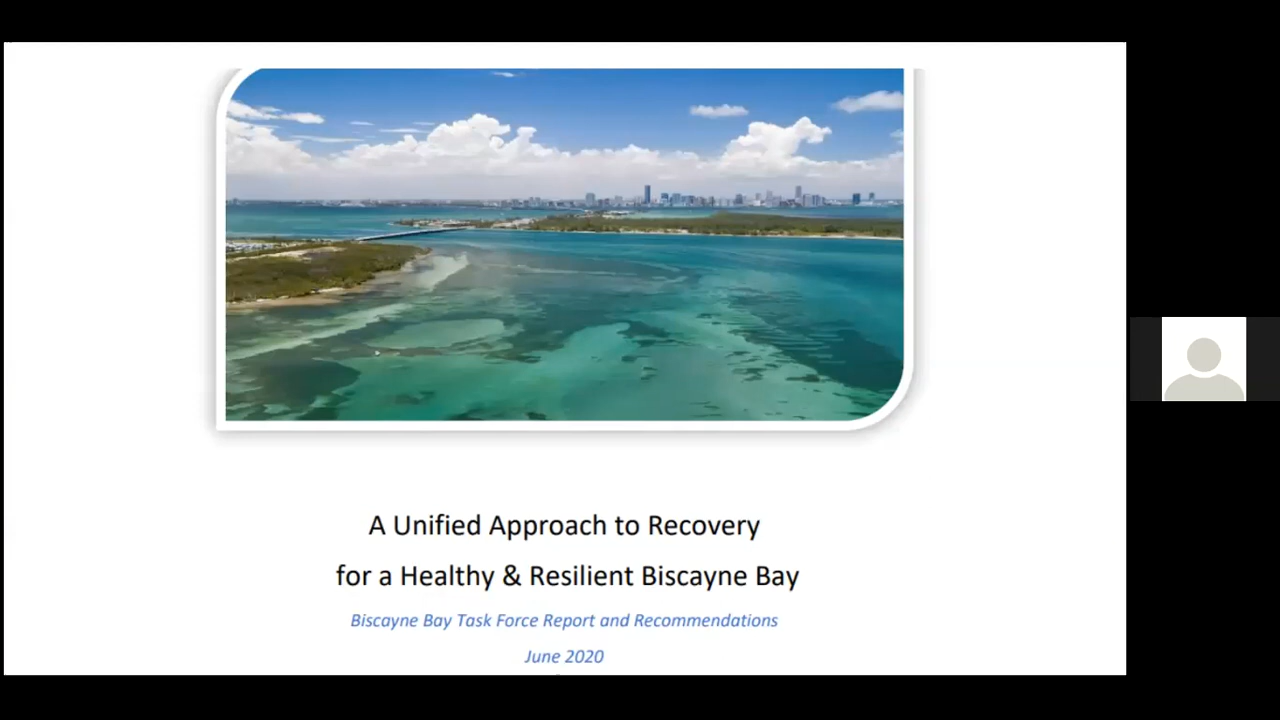 A Unified Approach to Recovery
for a Healthy & Resilient Biscayne Bay
Biscayne Bay Task Force Report and Recommendations
June 2020